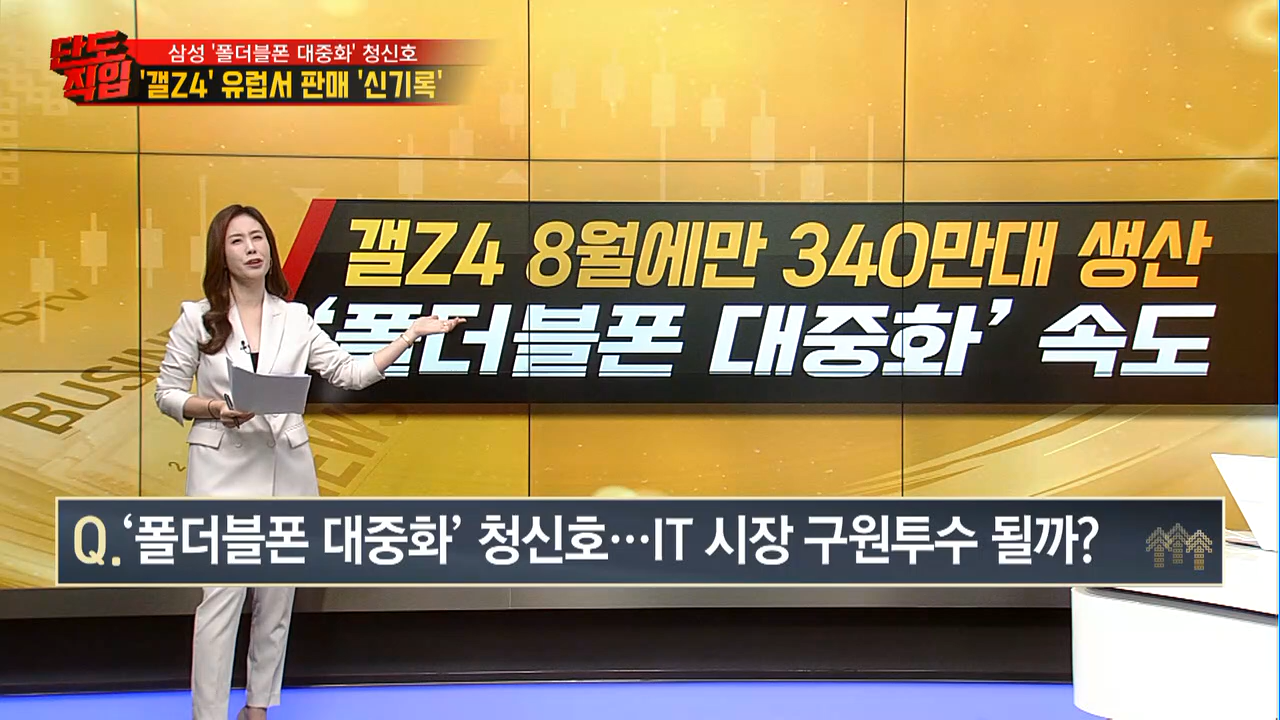 단도
직입
삼성 '폴더블폰 대중화' 청신호
'갤Z4' 유럽서 판매 '신기록'
갤Z4 8월에만 340만대 생산
‘폴더블폰 대중화’ 속도
BUSINE
NEWS
Q. ‘폴더블폰 대중화’ 청신호…IT 시장 구원투수 될까?